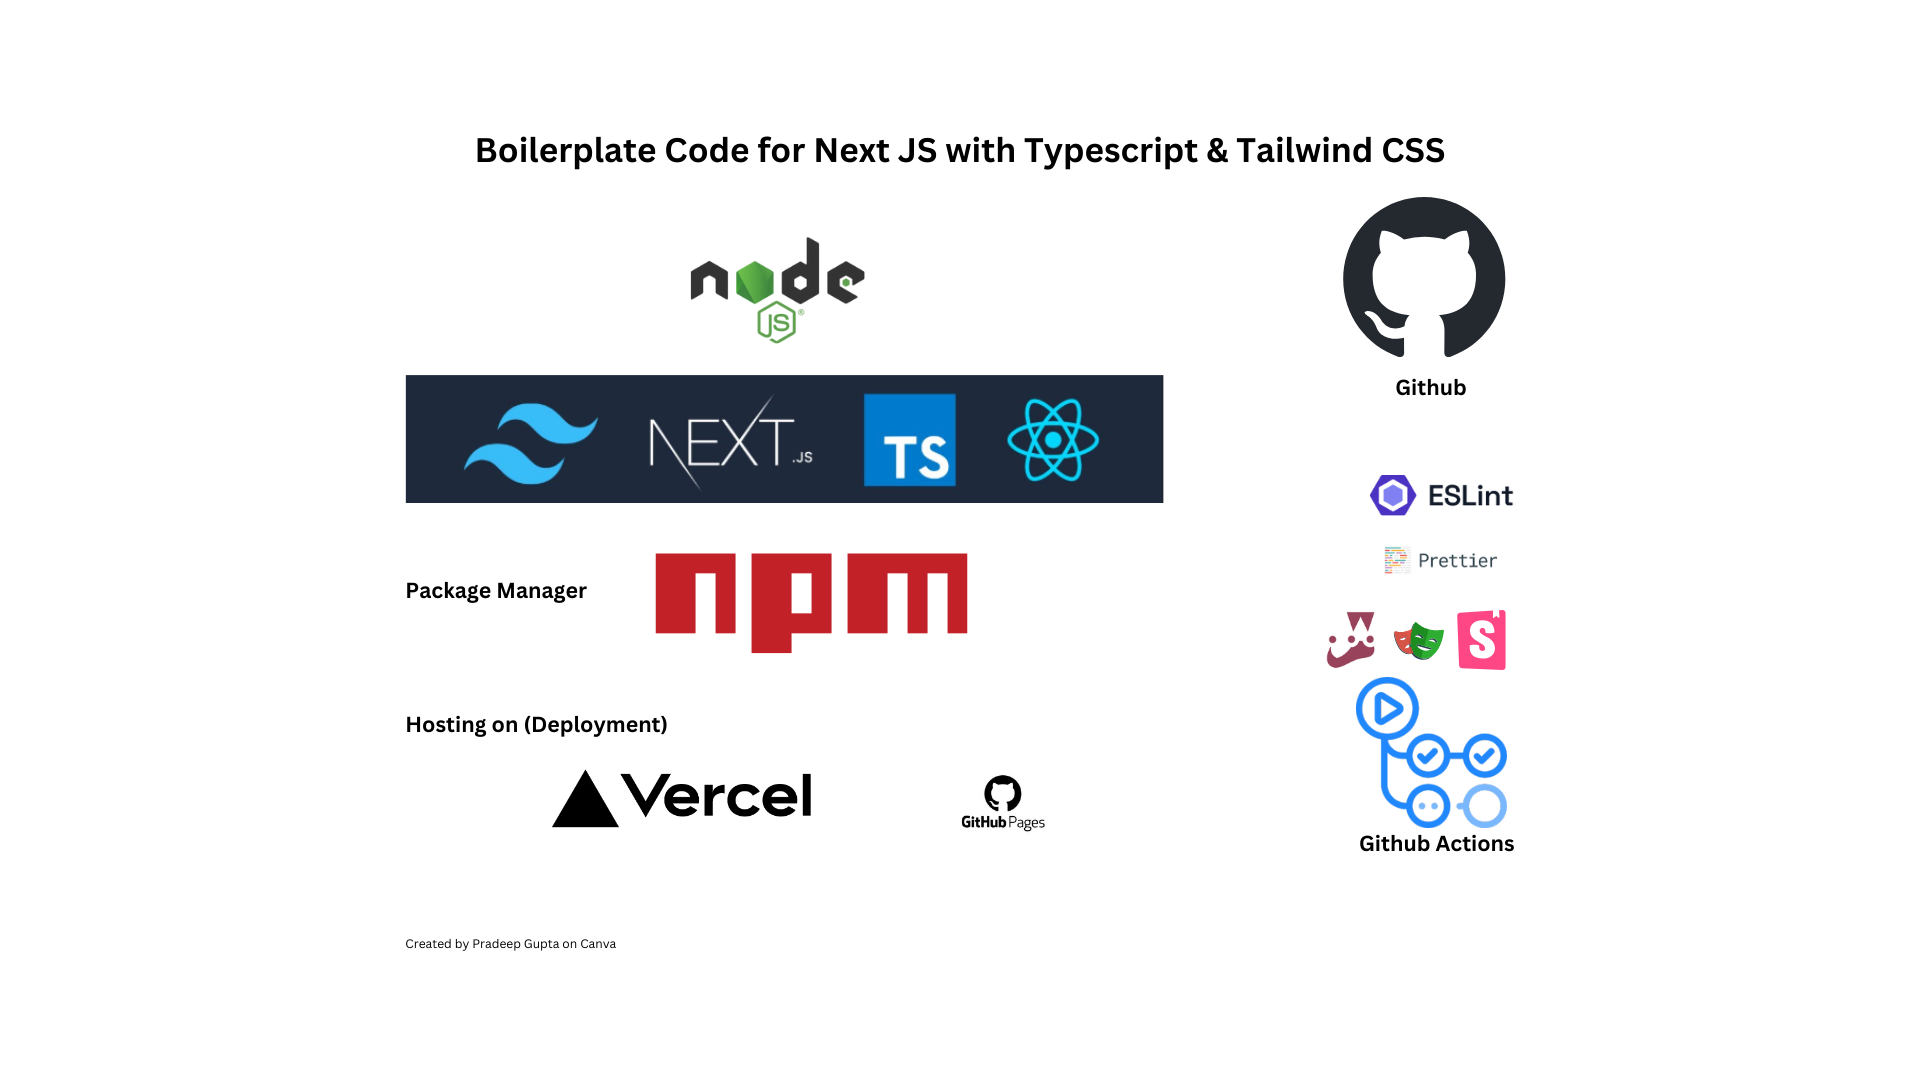 Boilerplate Code for Next JS with Typescript & Tailwind CSS
node
JS
®
Github
NEXT.JS
TS
ESLint
Prettier
Package Manager
npm
S
Hosting on (Deployment)
Vercel
GitHub Pages
Github Actions
Created by Pradeep Gupta on Canva